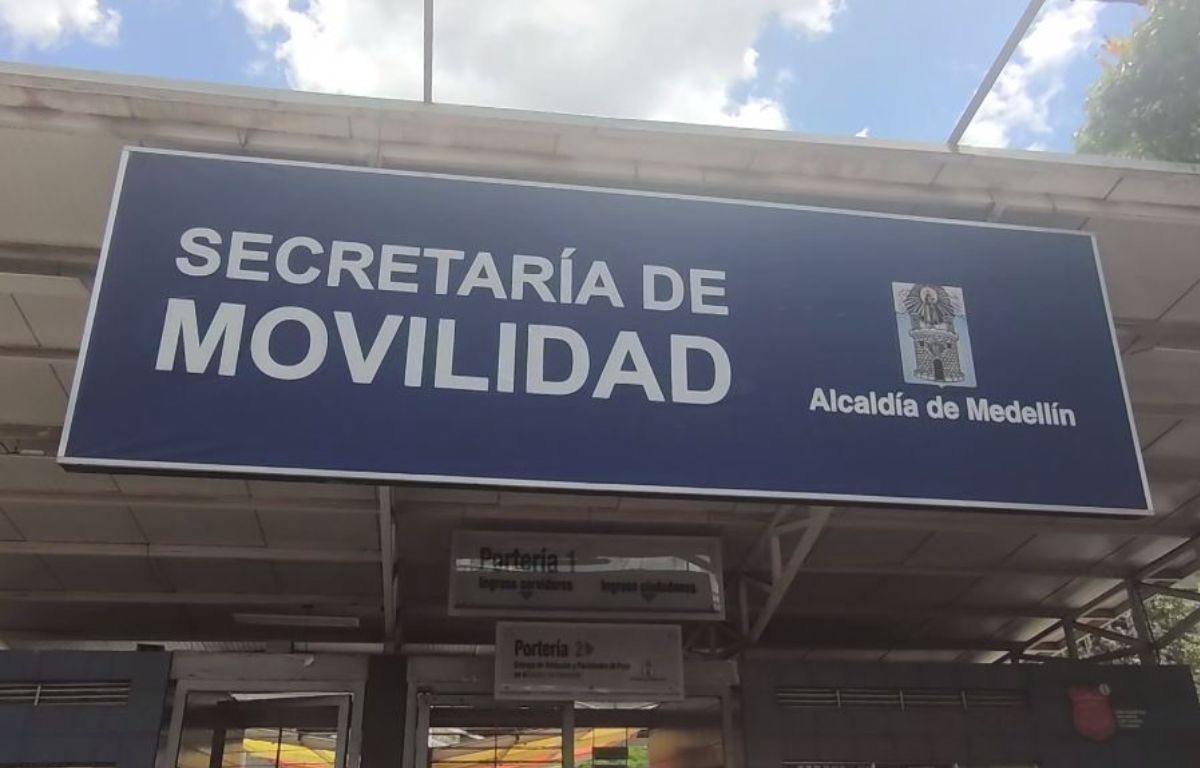 SECRETARÍA DE
MOVILIDAD
Alcaldía de Medellín
Portería 1
Ingreso servidores
Ingreso ciudadanos
Portería 2